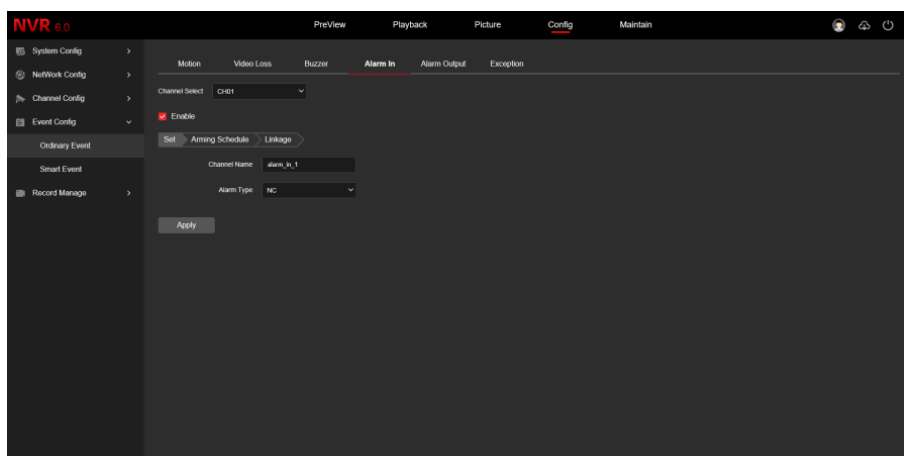 NVR 6.0 PreView Playback Picture Config Maintain
System Config
NetWork Config
Channel Config
Event Config
Ordinary Event
Smart Event
Record Manage
Motion Video Loss Buzzer Alarm In Alarm Output Exception
Channel Select CH01
Enable
Set Arming Schedule Linkage
Channel Name alarm_in_1
Alarm Type NC
Apply